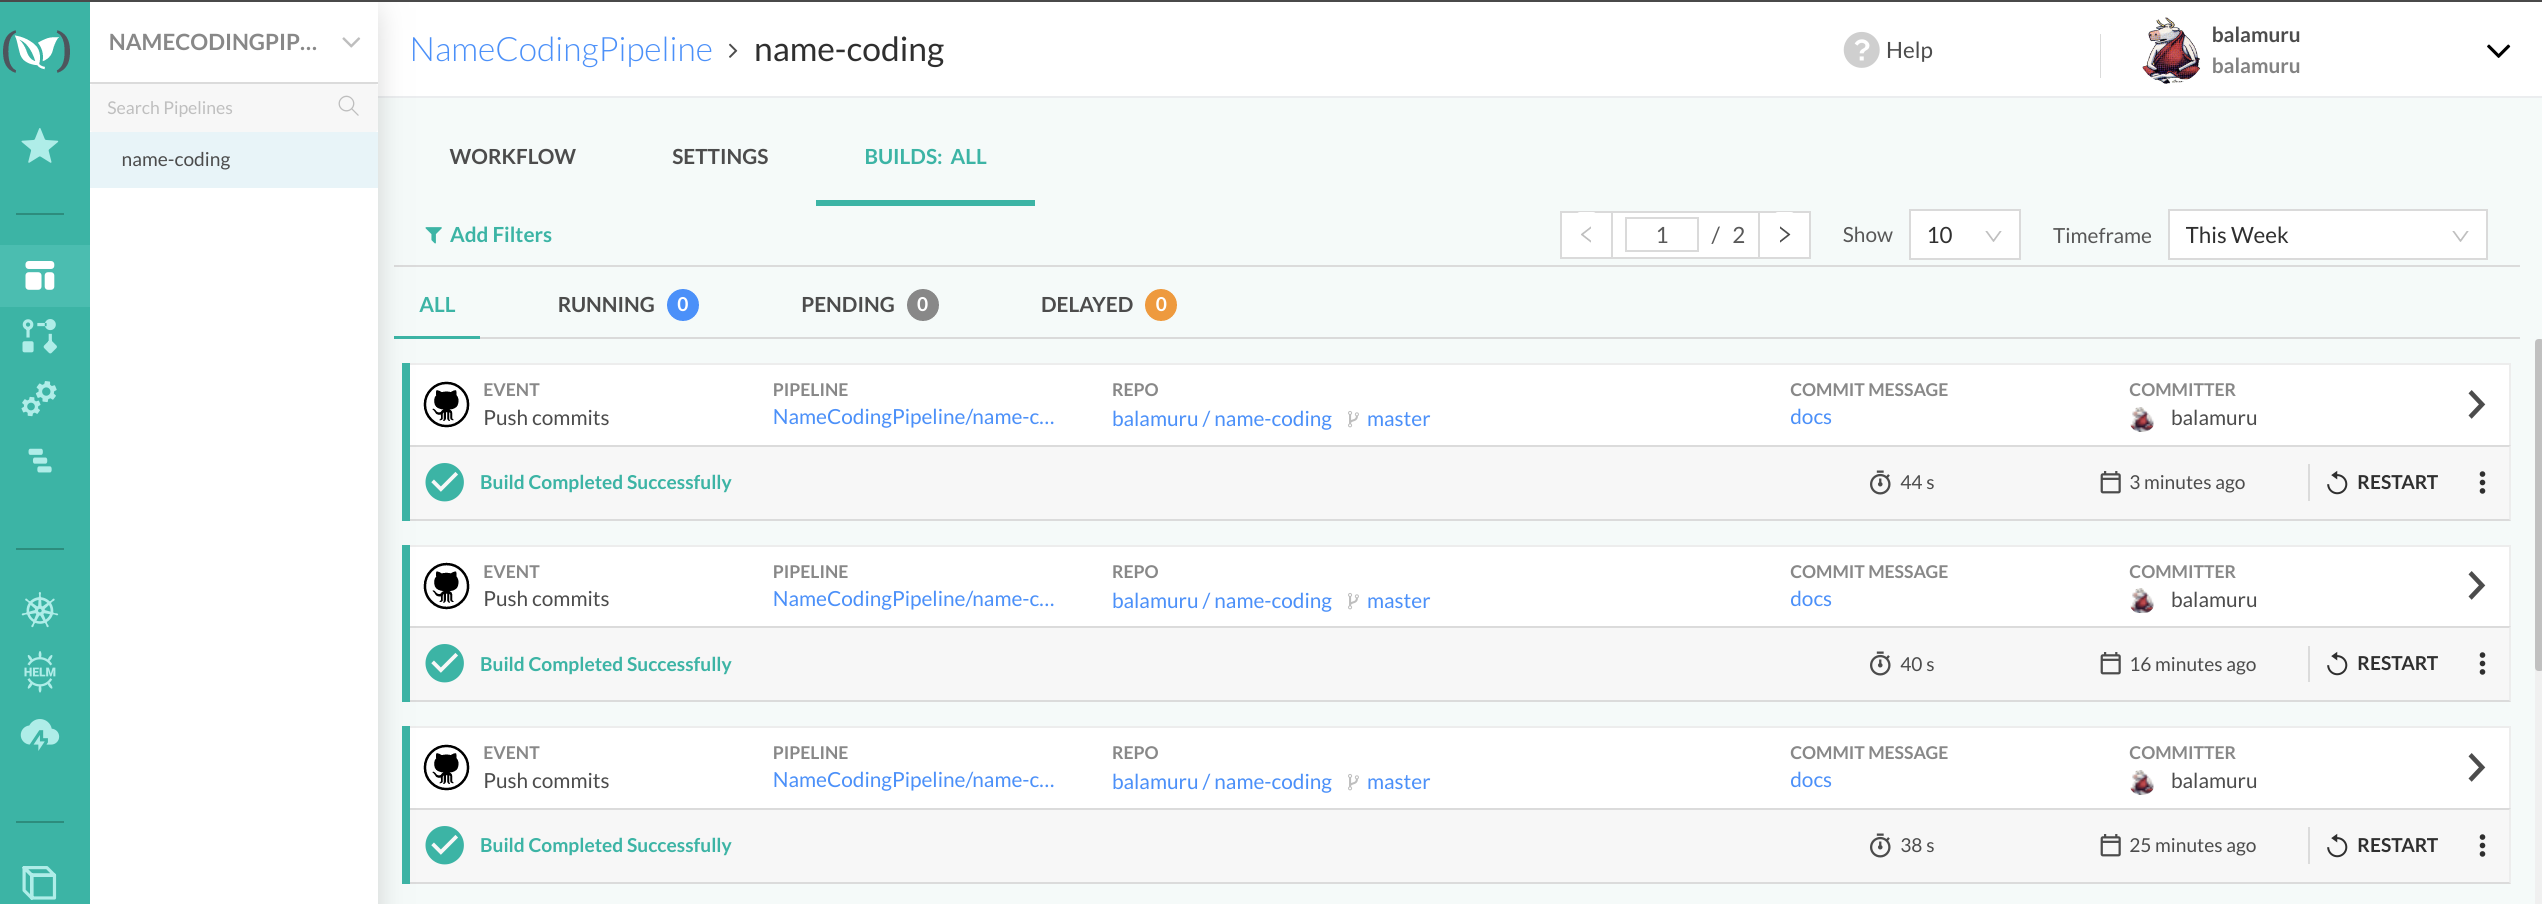 NAMECODINGPIP...
Search Pipelines
name-coding
HELM
NameCodingPipeline > name-coding
? Help
balamuru
balamuru
WORKFLOW SETTINGS BUILDS: ALL
Add Filters
< 1 / 2 > Show 10 Timeframe This Week
ALL RUNNING 0 PENDING 0 DELAYED 0
EVENT PIPELINE REPO COMMIT MESSAGE COMMITTER
Push commits NameCodingPipeline/name-c... balamuru / name-coding master docs balamuru
Build Completed Successfully 44 s 3 minutes ago RESTART
EVENT PIPELINE REPO COMMIT MESSAGE COMMITTER
Push commits NameCodingPipeline/name-c... balamuru / name-coding master docs balamuru
Build Completed Successfully 40 s 16 minutes ago RESTART
EVENT PIPELINE REPO COMMIT MESSAGE COMMITTER
Push commits NameCodingPipeline/name-c... balamuru / name-coding master docs balamuru
Build Completed Successfully 38 s 25 minutes ago RESTART